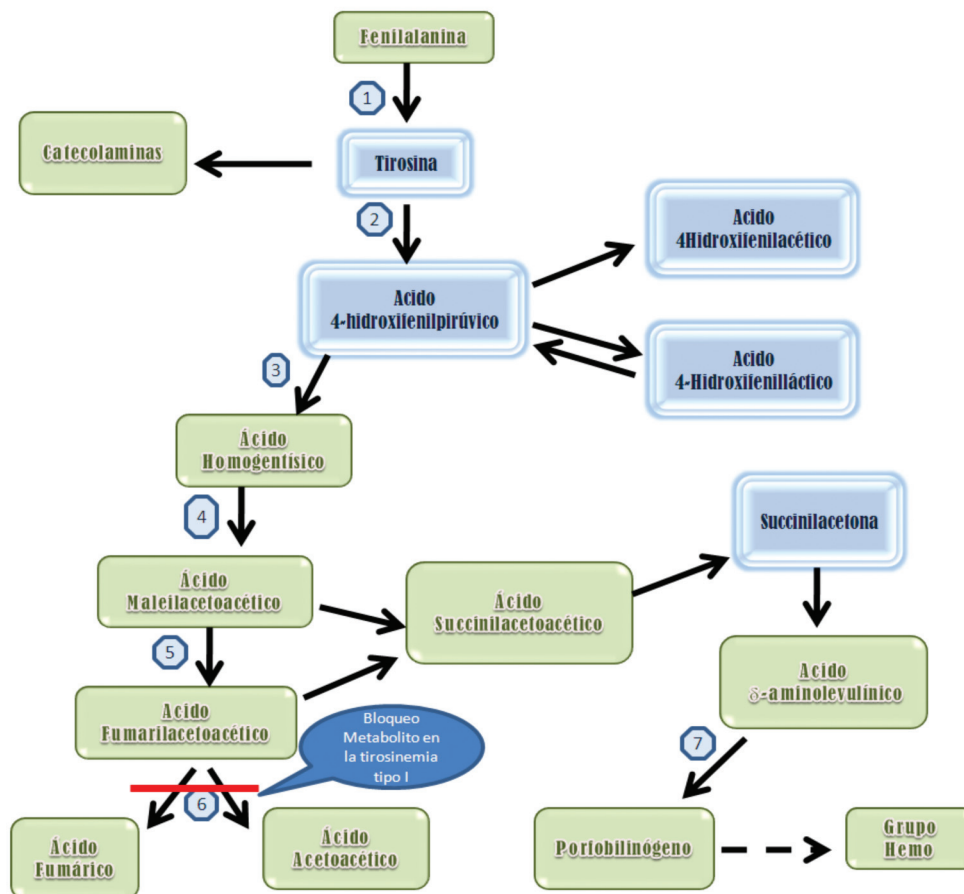 Fenilalanina
1
Catecolaminas
Tirosina
2
Acido
4Hidroxifenilacético
Acido
4-hidroxifenilpirúvico
Acido
4-Hidroxifenilláctico
3
Ácido
Homogentísico
4
Succinilacetona
Ácido
Maleilacetoacético
Ácido
Succinilacetoacético
5
Acido
δ-aminolevulínico
Acido
Fumarilacetoacético
Bloqueo
Metabolito en
la tirosinemia
tipo I
7
6
Ácido
Fumárico
Ácido
Acetoacético
Porfobilinógeno
Grupo
Hemo